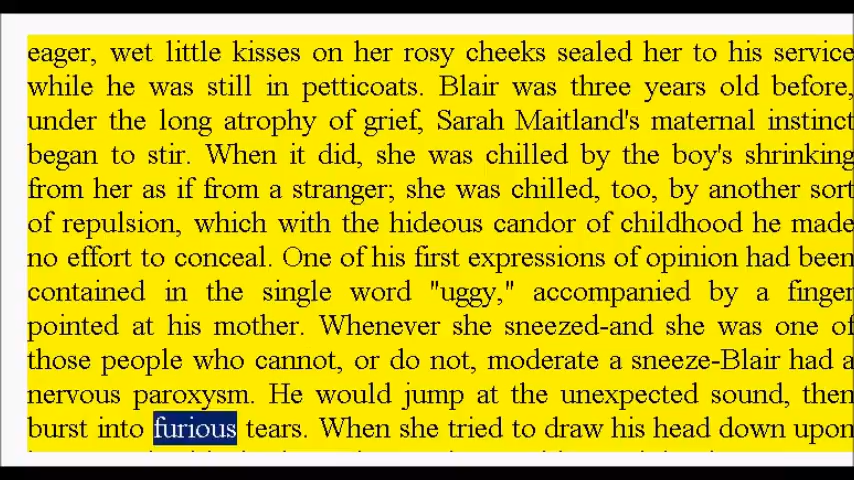 eager, wet little kisses on her rosy cheeks sealed her to his service
while he was still in petticoats. Blair was three years old before,
under the long atrophy of grief, Sarah Maitland's maternal instinct
began to stir. When it did, she was chilled by the boy's shrinking
from her as if from a stranger; she was chilled, too, by another sort
of repulsion, which with the hideous candor of childhood he made
no effort to conceal. One of his first expressions of opinion had been
contained in the single word "uggy," accompanied by a finger
pointed at his mother. Whenever she sneezed-and she was one of
those people who cannot, or do not, moderate a sneeze-Blair had a
nervous paroxysm. He would jump at the unexpected sound, then
burst into furious tears. When she tried to draw his head down upon